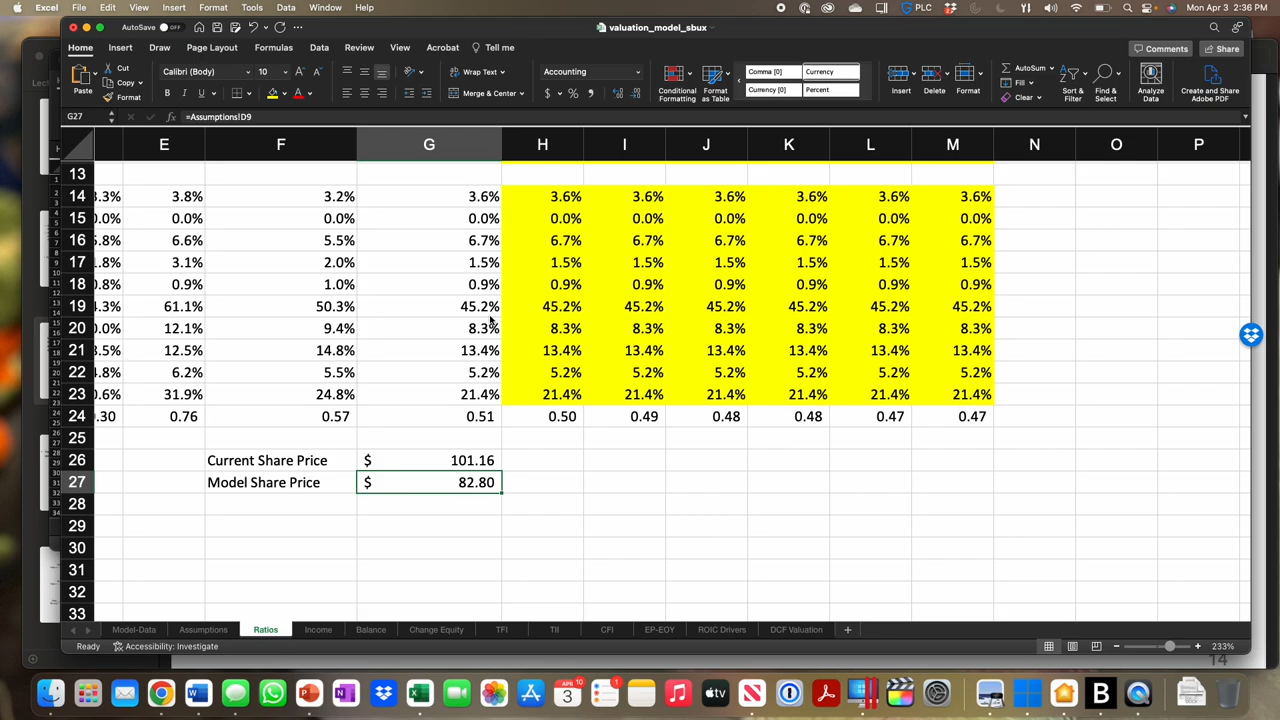 Excel File Edit View Insert Format Tools Data Window Help PLC Mon Apr 3 2:36 PM
AutoSave OFF valuation_model_sbux
Home Insert Draw Page Layout Formulas Data Review View Acrobat Tell me Comments Share
Paste Cut Copy Format Calibri (Body) 10 Wrap Text Merge & Center Accounting Conditional Formatting Format as Table Comma [0] Currency Currency [0] Percent Insert Delete Format AutoSum Fill Clear Sort & Filter Find & Select Analyze Data Create and Share Adobe PDF
G27 fx =Assumptions!D9
E F G H I J K L M N O P
13
14 3.3% 3.8% 3.2% 3.6% 3.6% 3.6% 3.6% 3.6% 3.6% 3.6%
15 0.0% 0.0% 0.0% 0.0% 0.0% 0.0% 0.0% 0.0% 0.0%
16 5.8% 6.6% 5.5% 6.7% 6.7% 6.7% 6.7% 6.7% 6.7% 6.7%
17 1.8% 3.1% 2.0% 1.5% 1.5% 1.5% 1.5% 1.5% 1.5% 1.5%
18 0.8% 0.9% 1.0% 0.9% 0.9% 0.9% 0.9% 0.9% 0.9% 0.9%
19 61.1% 50.3% 45.2% 45.2% 45.2% 45.2% 45.2% 45.2% 45.2%
20 12.1% 9.4% 8.3% 8.3% 8.3% 8.3% 8.3% 8.3% 8.3%
21 12.5% 14.8% 13.4% 13.4% 13.4% 13.4% 13.4% 13.4% 13.4%
22 6.2% 5.5% 5.2% 5.2% 5.2% 5.2% 5.2% 5.2% 5.2%
23 31.9% 24.8% 21.4% 21.4% 21.4% 21.4% 21.4% 21.4% 21.4%
24 0.76 0.57 0.51 0.50 0.49 0.48 0.48 0.47 0.47
25
26 Current Share Price $ 101.16
27 Model Share Price $ 82.80
28
29
30
31
32
33
Model-Data Assumptions Ratios Income Balance Change Equity TFI TII CFI EP-EOY ROIC Drivers DCF Valuation
Ready Accessibility: Investigate 233%
14